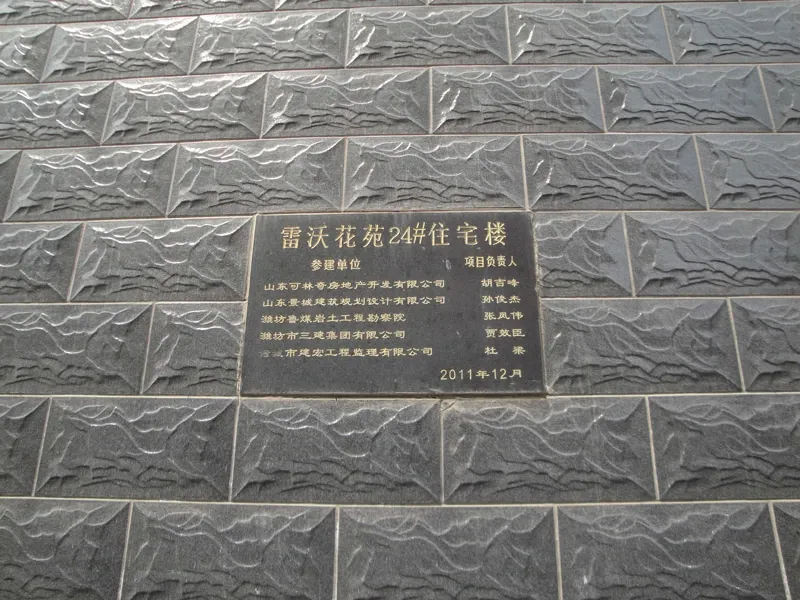 雷沃花苑24#住宅楼
参建单位 项目负责人
山东可林奇房地产开发有限公司 胡吉峰
山东景城建筑规划设计有限公司 孙俊杰
潍坊鲁煤岩土工程勘察院 张凤伟
潍坊市三建集团有限公司 贾效臣
市建宏工程监理有限公司 杜梁
2011年12月